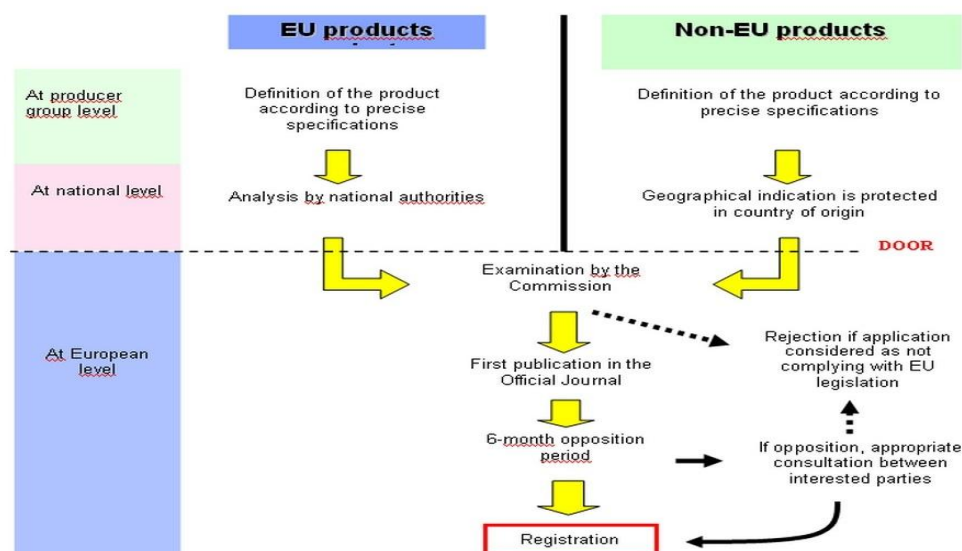 EU products
Non-EU products
At producer
group level
Definition of the product
according to precise
specifications
Definition of the product according to
precise specifications
At national level
Analysis by national authorities
Geographical indication is protected
in country of origin
DOOR
Examination by the
Commission
At European
level
First publication in the
Official Journal
Rejection if application
considered as not
complying with EU
legislation
6-month opposition
period
If opposition, appropriate
consultation between
interested parties
Registration